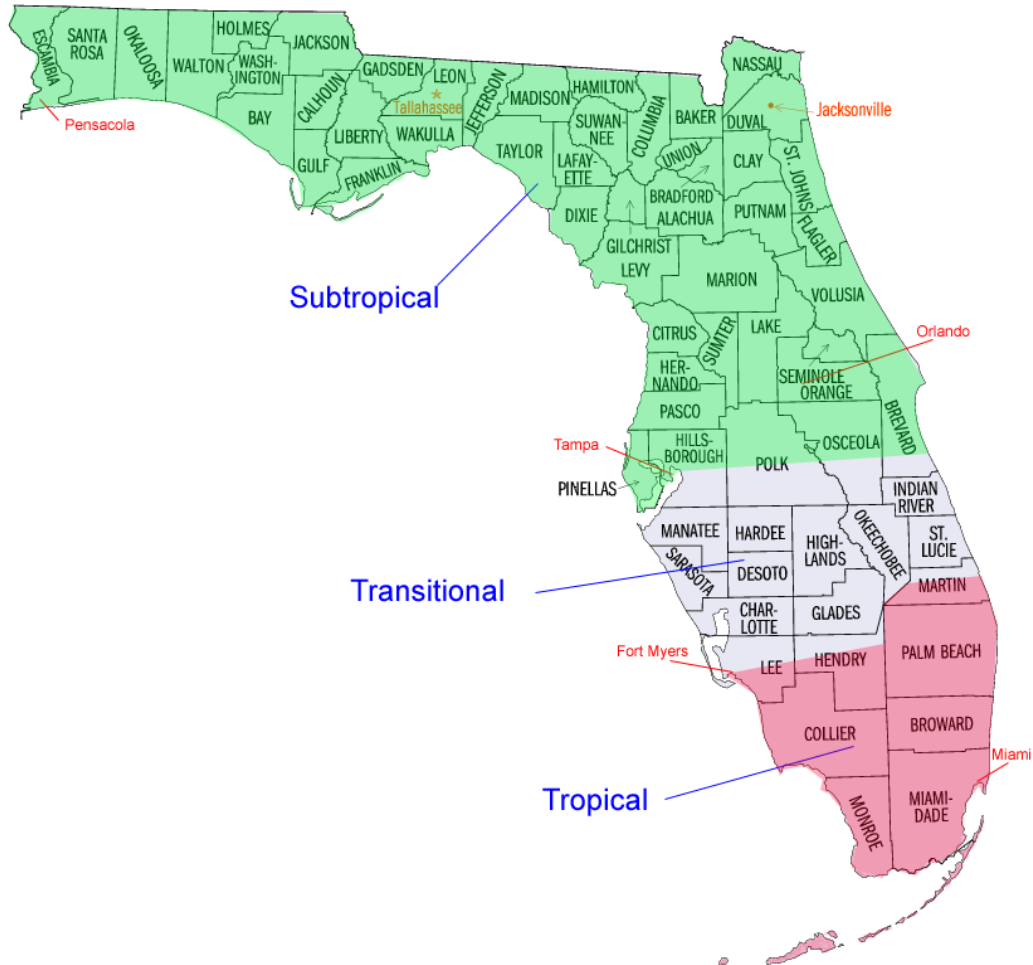 ESCAMBIA
SANTA
ROSA
OKALOOSA
WALTON
HOLMES
WASH-
INGTON
JACKSON
BAY
CALHOUN
GULF
LIBERTY
GADSDEN
FRANKLIN
LEON
Tallahassee
WAKULLA
JEFFERSON
MADISON
TAYLOR
HAMILTON
SUWAN-
NEE
LAFAY-
ETTE
DIXIE
COLUMBIA
BAKER
UNION
BRADFORD
ALACHUA
GILCHRIST
LEVY
NASSAU
DUVAL
Jacksonville
CLAY
ST. JOHNS
PUTNAM
FLAGLER
MARION
VOLUSIA
Pensacola
Subtropical
CITRUS
SUMTER
LAKE
Orlando
HER-
NANDO
SEMINOLE
ORANGE
BREVARD
PASCO
OSCEOLA
Tampa
HILLS-
BOROUGH
POLK
PINELLAS
INDIAN
RIVER
MANATEE
HARDEE
HIGH-
LANDS
OKEECHOBEE
ST.
LUCIE
SARASOTA
DESOTO
MARTIN
Transitional
CHAR-
LOTTE
GLADES
Fort Myers
LEE
HENDRY
PALM BEACH
COLLIER
BROWARD
Miami
Tropical
MONROE
MIAMI-
DADE